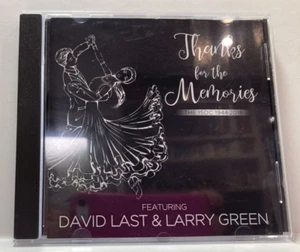 Thanks
for the
Memories
FEATURING
DAVID LAST & LARRY GREEN